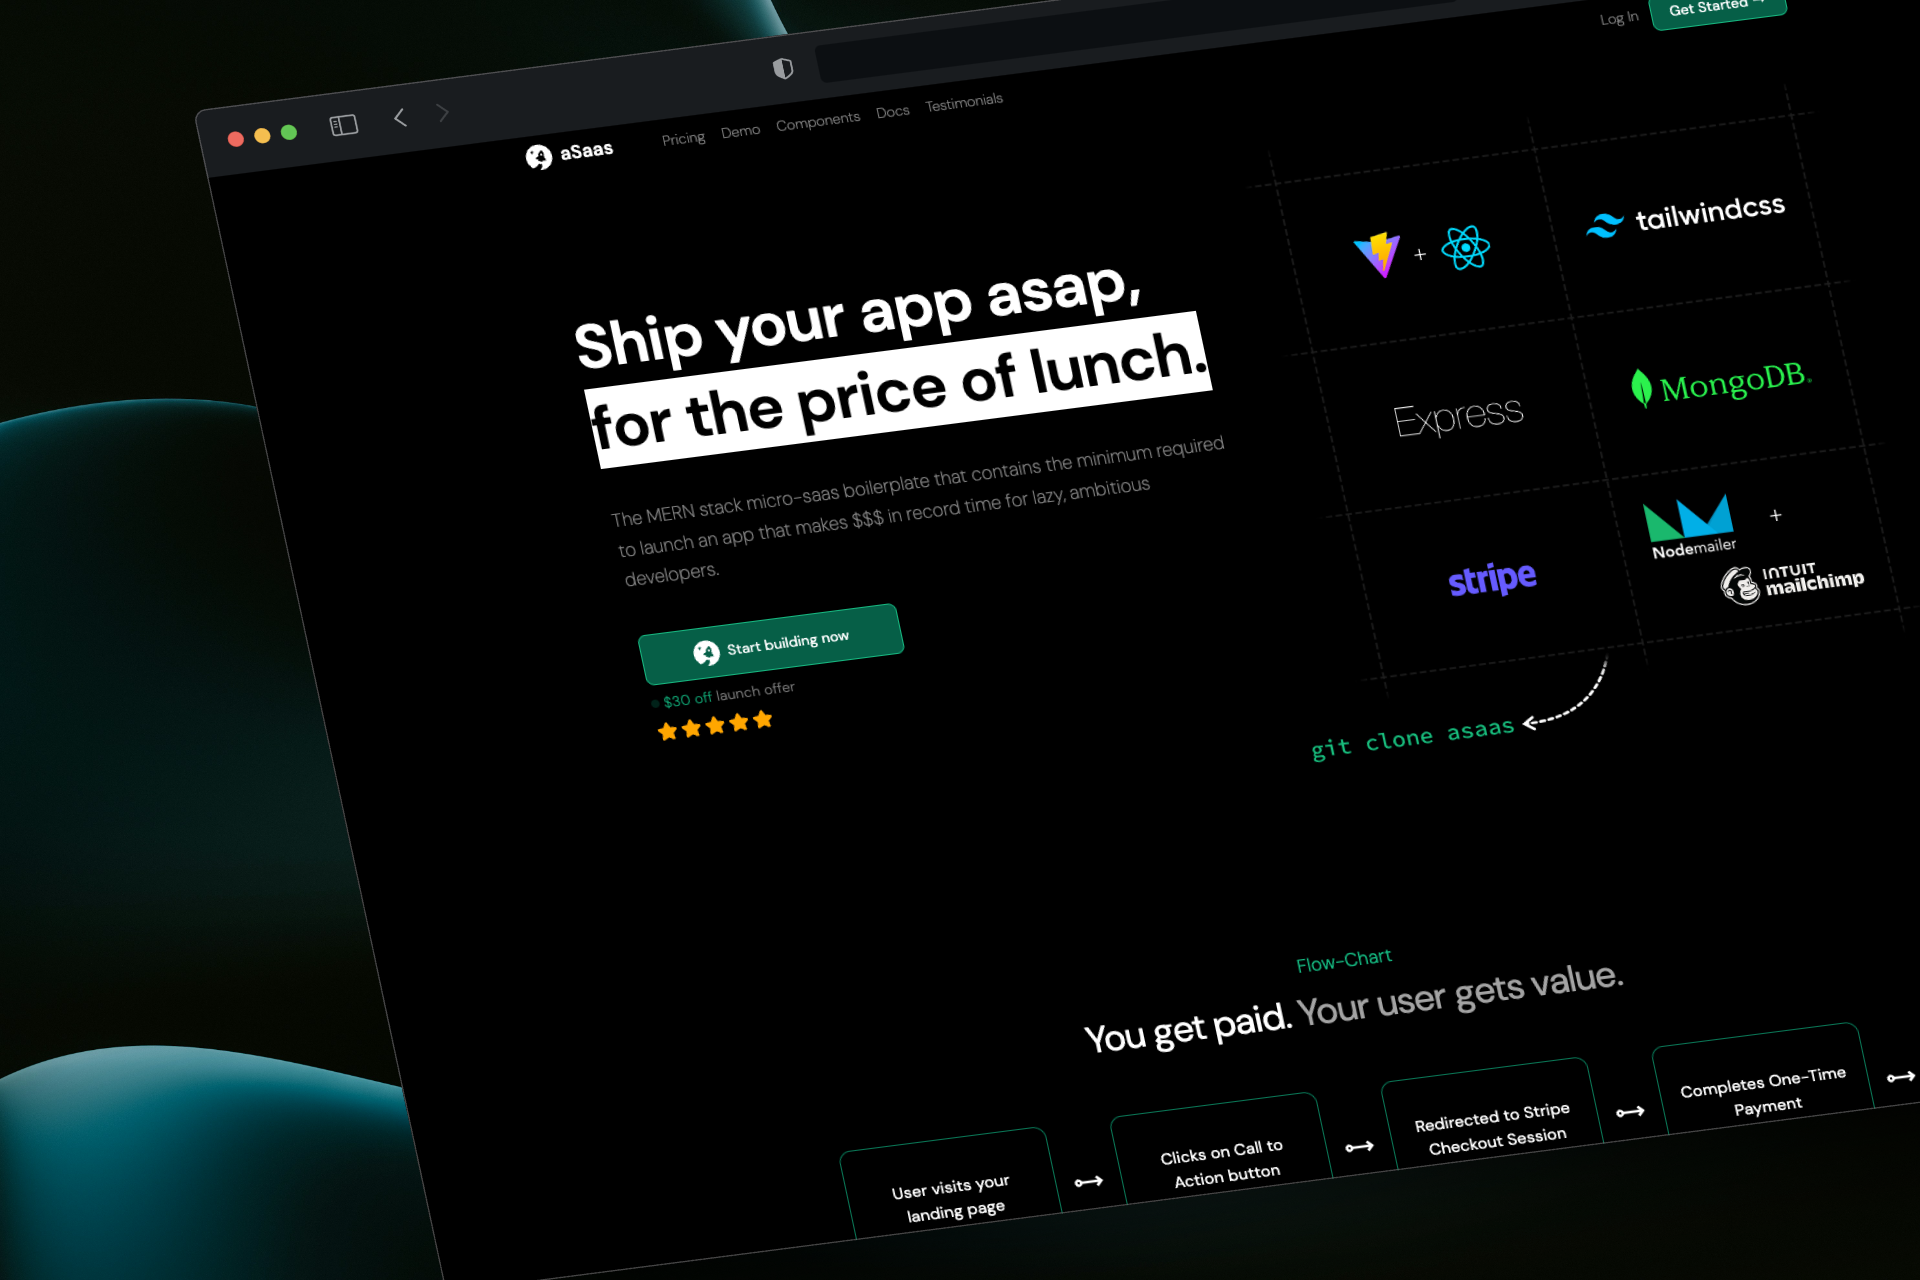 Log In
Get Started
aSaas
Pricing Demo Components Docs Testimonials
Ship your app asap,
for the price of lunch.
The MERN stack micro-saas boilerplate that contains the minimum required
to launch an app that makes $$$ in record time for lazy, ambitious
developers.
Start building now
$30 off launch offer
+
tailwindcss
Express
MongoDB
stripe
Nodemailer
+
INTUIT
mailchimp
git clone asaas
Flow-Chart
You get paid. Your user gets value.
User visits your
landing page
Clicks on Call to
Action button
Redirected to Stripe
Checkout Session
Completes One-Time
Payment